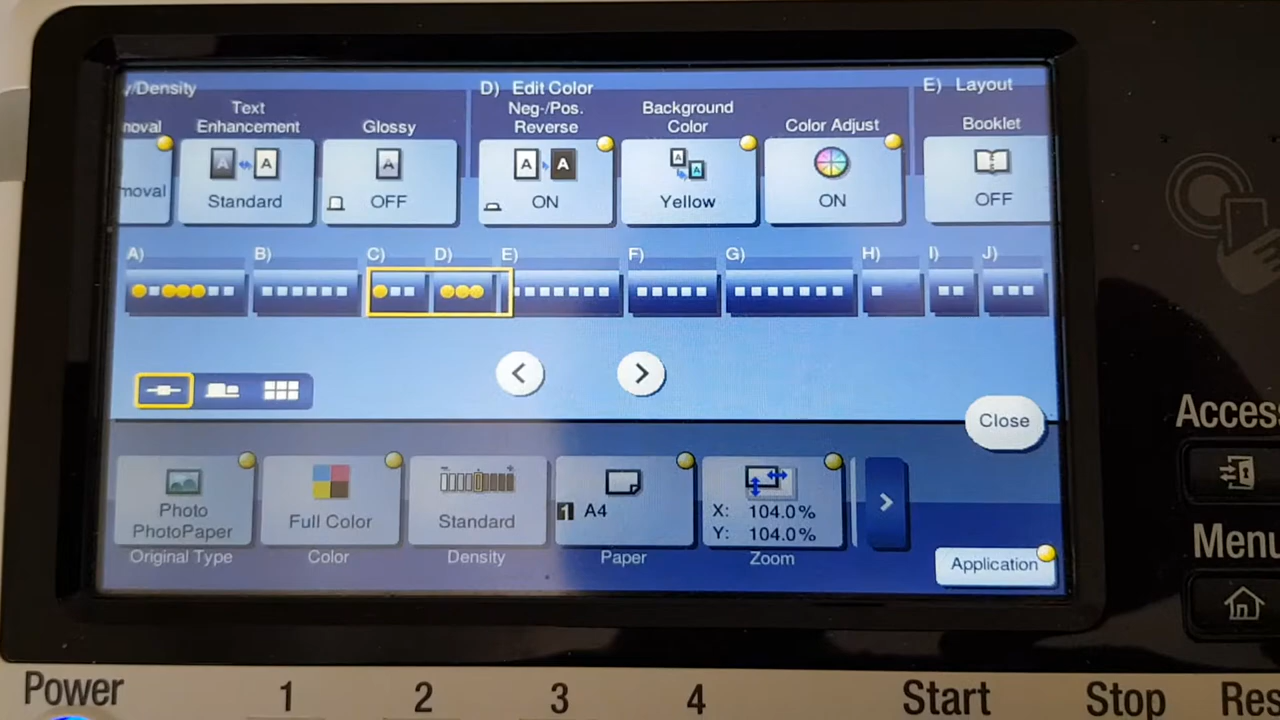 y/Density
D) Edit Color
E) Layout
noval
Text
Enhancement
Glossy
Neg-/Pos.
Reverse
Background
Color
Color Adjust
Booklet
moval
A A
Standard
A
OFF
A A
ON
A
A
Yellow
ON
OFF
A)
B)
C)
D)
E)
F)
G)
H)
I)
J)
<
>
Close
Photo
PhotoPaper
Full Color
- +
Standard
1 A4
X: 104.0%
Y: 104.0%
>
Original Type
Color
Density
Paper
Zoom
Application
Access
Menu
Power
1
2
3
4
Start
Stop
Res